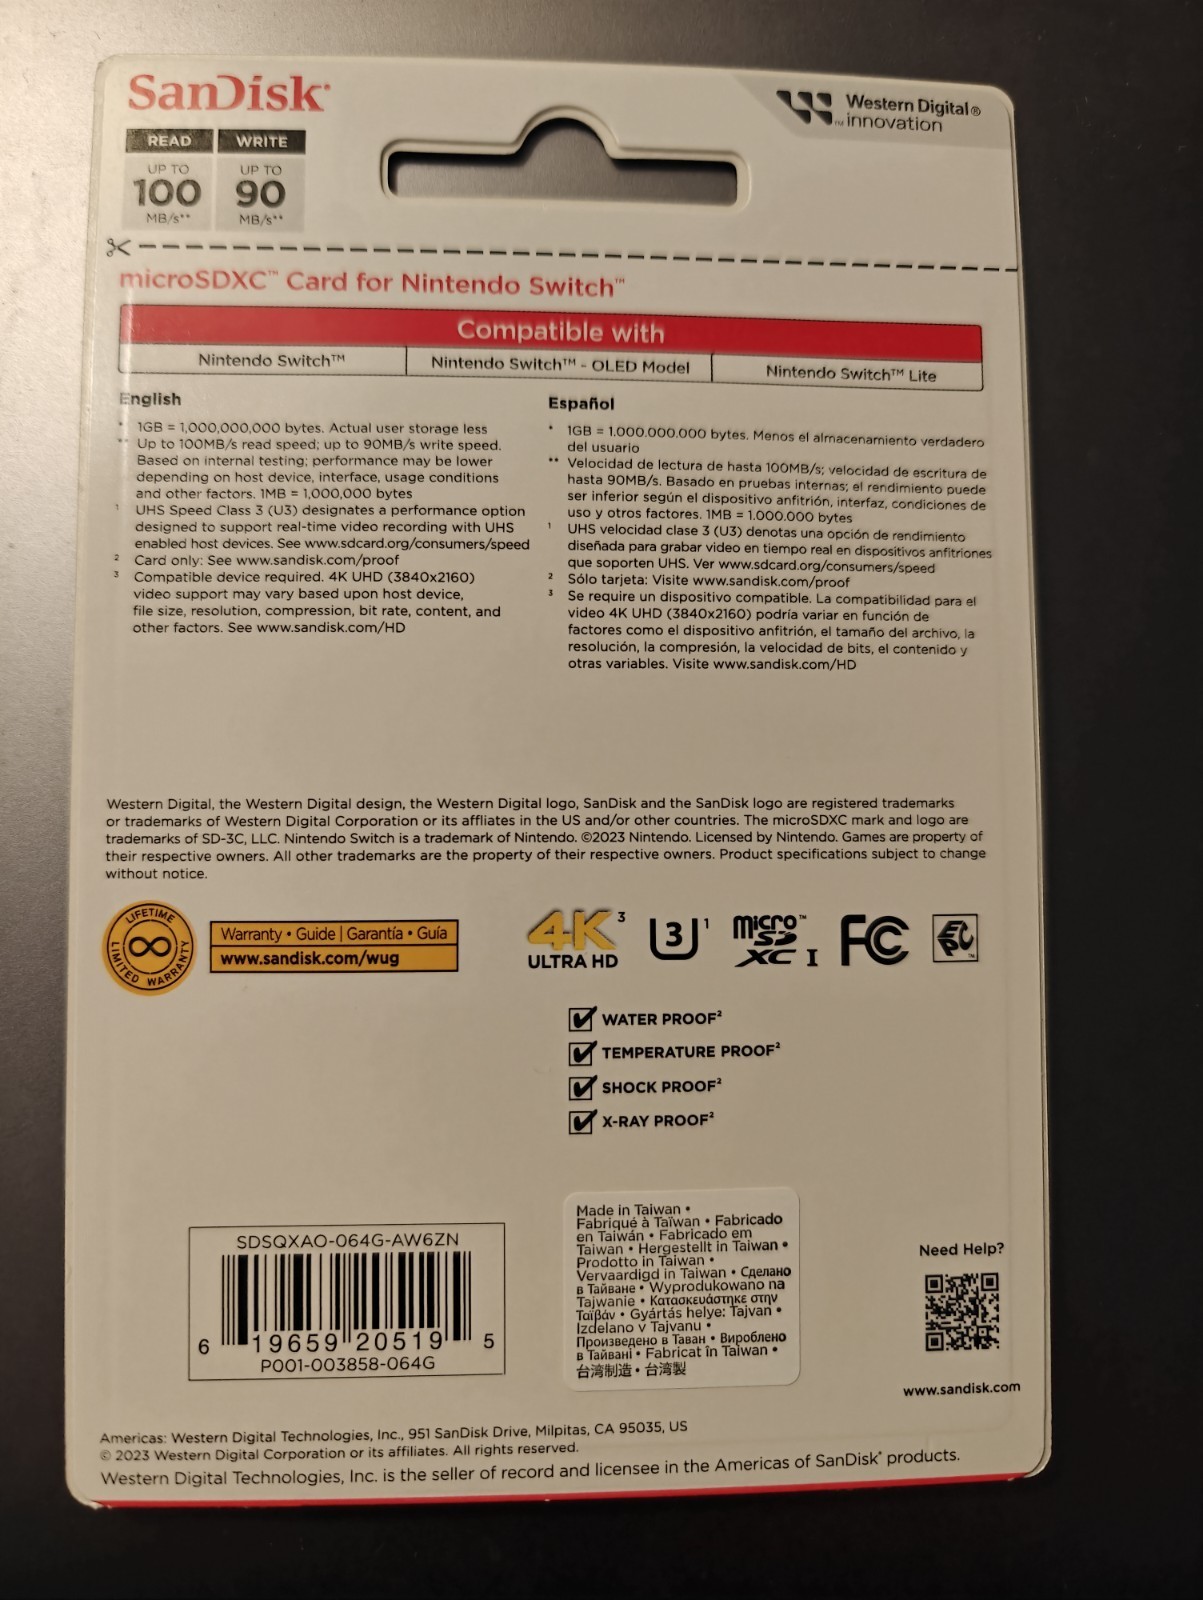 SanDisk®
Western Digital®
™ innovation
READ WRITE
UP TO UP TO
100 90
MB/s** MB/s**
microSDXC™ Card for Nintendo Switch™
Compatible with
Nintendo Switch™
Nintendo Switch™ - OLED Model
Nintendo Switch™ Lite
English
* 1GB = 1,000,000,000 bytes. Actual user storage less
** Up to 100MB/s read speed; up to 90MB/s write speed.
Based on internal testing; performance may be lower
depending on host device, interface, usage conditions
and other factors. 1MB = 1,000,000 bytes
1 UHS Speed Class 3 (U3) designates a performance option
designed to support real-time video recording with UHS
enabled host devices. See www.sdcard.org/consumers/speed
2 Card only: See www.sandisk.com/proof
3 Compatible device required. 4K UHD (3840x2160)
video support may vary based upon host device,
file size, resolution, compression, bit rate, content, and
other factors. See www.sandisk.com/HD
Español
* 1GB = 1.000.000.000 bytes. Menos el almacenamiento verdadero
del usuario
** Velocidad de lectura de hasta 100MB/s; velocidad de escritura de
hasta 90MB/s. Basado en pruebas internas; el rendimiento puede
ser inferior según el dispositivo anfitrión, interfaz, condiciones de
uso y otros factores. 1MB = 1.000.000 bytes
1 UHS velocidad clase 3 (U3) denotas una opción de rendimiento
diseñada para grabar video en tiempo real en dispositivos anfitriones
que soporten UHS. Ver www.sdcard.org/consumers/speed
2 Sólo tarjeta: Visite www.sandisk.com/proof
3 Se require un dispositivo compatible. La compatibilidad para el
video 4K UHD (3840x2160) podría variar en función de
factores como el dispositivo anfitrión, el tamaño del archivo, la
resolución, la compresión, la velocidad de bits, el contenido y
otras variables. Visite www.sandisk.com/HD
Western Digital, the Western Digital design, the Western Digital logo, SanDisk and the SanDisk logo are registered trademarks
or trademarks of Western Digital Corporation or its affliates in the US and/or other countries. The microSDXC mark and logo are
trademarks of SD-3C, LLC. Nintendo Switch is a trademark of Nintendo. ©2023 Nintendo. Licensed by Nintendo. Games are property of
their respective owners. All other trademarks are the property of their respective owners. Product specifications subject to change
without notice.
LIFETIME
LIMITED WARRANTY
Warranty • Guide | Garantía • Guía
www.sandisk.com/wug
4K3
ULTRA HD
U3 1
micro™
SD
XC I
FC
WATER PROOF2
TEMPERATURE PROOF2
SHOCK PROOF2
X-RAY PROOF2
SDSQXAO-064G-AW6ZN
6 19659 20519 5
P001-003858-064G
Made in Taiwan •
Fabriqué à Taïwan • Fabricado
en Taiwán • Fabricado em
Taiwan • Hergestellt in Taiwan •
Prodotto in Taiwan •
Vervaardigd in Taiwan • Сделано
в Тайване • Wyprodukowano na
Tajwanie • Κατασκευάστηκε στην
Ταϊβάν • Gyártás helye: Tajvan •
Izdelano v Tajvanu •
Произведено в Таван • Вироблено
в Тайвані • Fabricat în Taiwan •
台湾制造 • 台湾製
Need Help?
www.sandisk.com
Americas: Western Digital Technologies, Inc., 951 SanDisk Drive, Milpitas, CA 95035, US
© 2023 Western Digital Corporation or its affiliates. All rights reserved.
Western Digital Technologies, Inc. is the seller of record and licensee in the Americas of SanDisk® products.